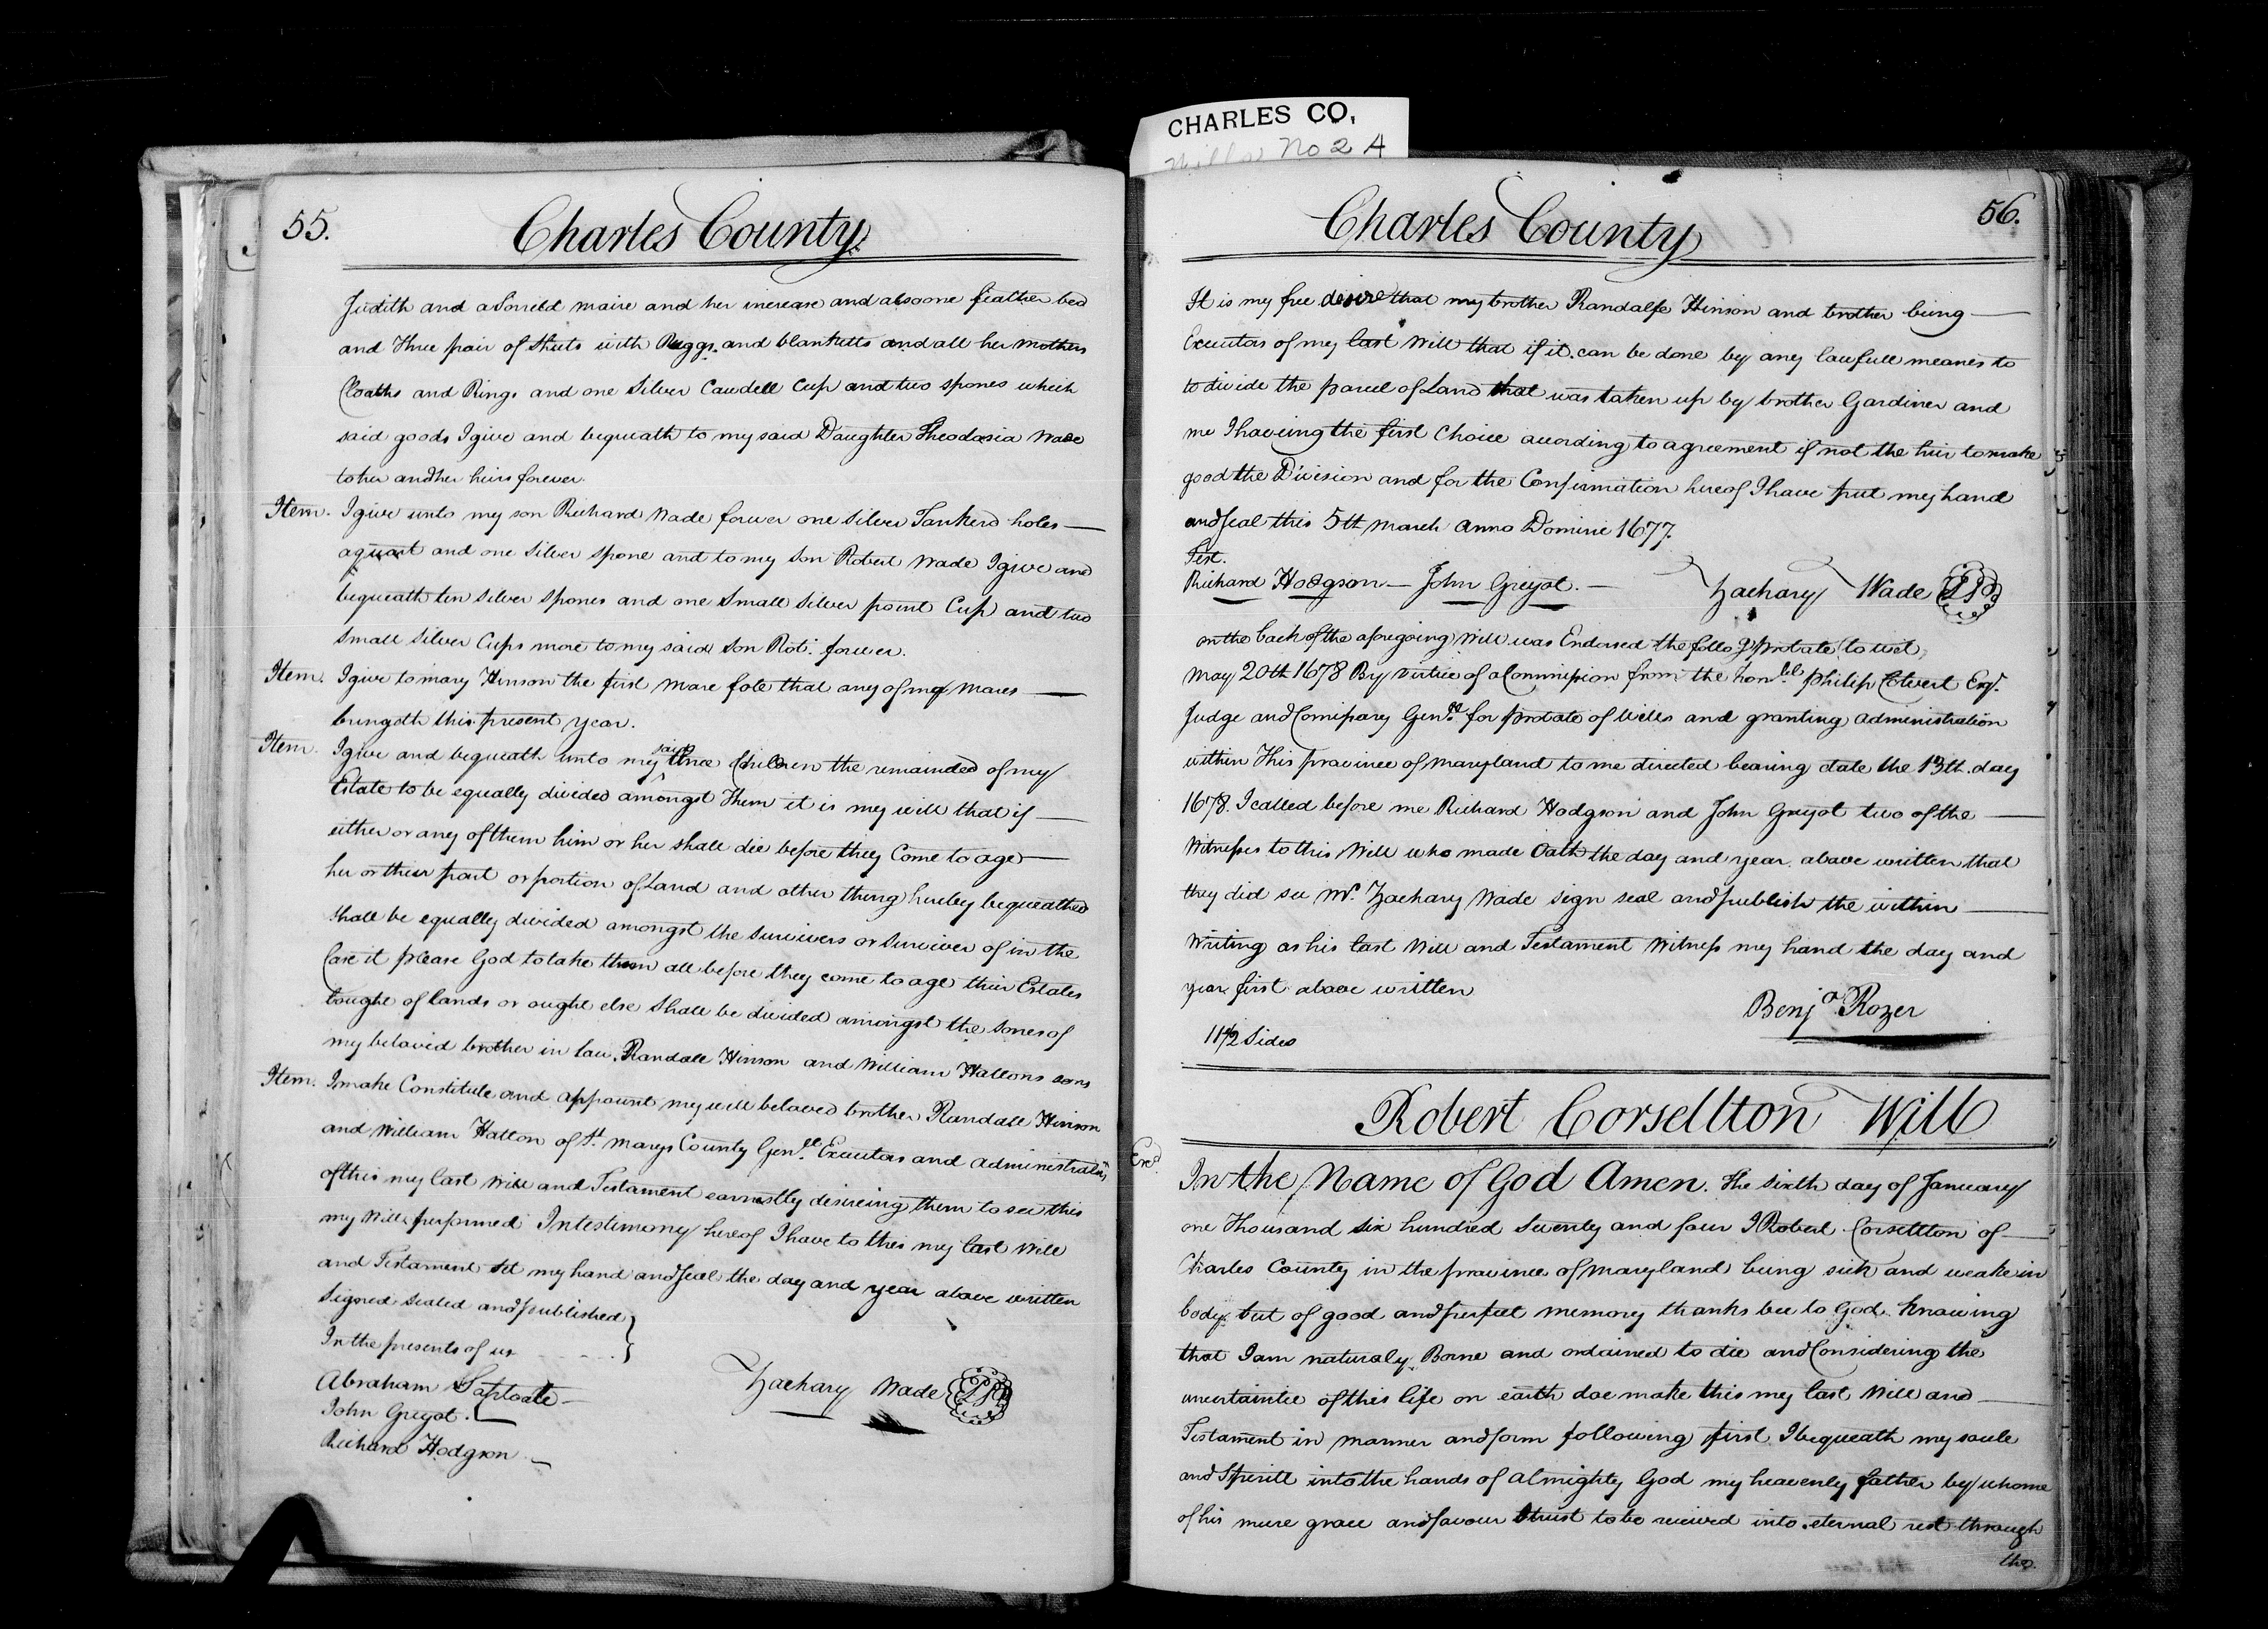 CHARLES CO.
Wills No 2 A
55.
Charles County
Judith and a Sorreld maire and her increase and also one feather bed
and Three pair of Sheets with Ruggs and blanketts and all her mothers
Cloaths and Rings and one Silver Cawdell Cup and two spones which
said goods I give and bequeath to my said Daughter Theodosia Wade
to her and her heirs forever.
Item. I give unto my son Richard Wade forever one Silver Tankerd holes
a quart and one Silver spone and to my Son Robert Wade I give and
bequeath ten silver spones and one small silver Cup and two
small silver Cups more to my said son Rot. forever.
Item. I give to mary Hinson the first mare fole that any of my mares
bringeth this present year.
Item. I give and bequeath unto my said three Children the remainded of my
Estate to be equally divided amongst Them it is my will that if
either or any of them him or her shall die before they Come to age
her or their part or portion of Land and other thing hereby bequeathed
shall be equally divided amongst the survivers or surviver of in the
Case it please God to take them all before they come to age their Estates
of lands or ought else shall be divided amongst the sones of
my beloved brother in law Randall Hinson and William Hattons sons
Item. I make Constitute and appoint my well beloved brother Randall Hinson
and William Hatton of St. marys County Gen.ll Executors and administrators
of this my last will and Testament earnestly desireing them to see this
my Will performed In testimony hereof I have to this my last Will
and Testament set my hand and seal the day and year above written
Signed sealed and published
In the presents of us
Abraham
John Greyot.
Richard Hodgson
Zachary Wade
56.
Charles County
It is my free desire that my brother Randalfe Hinson and brother being
Executors of my last Will that if it can be done by any lawfull meanes to
to divide the parcel of Land that was taken up by brother Gardiner and
me I haveing the first Choice according to agreement if not the heir to make
good the Division and for the Confirmation hereof I have put my hand
and seal this 5th march Anno Domini 1677.
Test.
Richard Hodgson John Greyot.
Zachary Wade
on the back of the aforegoing Will was Endorsed the follog probate (to wit)
May 20th 1678 By virtue of a Commission from the hon.ble Philip Calvert Esqr.
Judge and Comissary Gen.ll for probate of Wills and granting administration
within This province of maryland to me directed bearing date the 13th day
1678. I called before me Richard Hodgson and John Greyot two of the
Witnesses to this Will who made Oath the day and year above written that
they did see Mr. Zachary Wade sign seal and publish the within
writing as his last Will and Testament Witness my hand the day and
year first above written
Benja Rozer
11 1/2 Sides
Robert Corsellton Will
Exd.
In the Name of God Amen. The sixth day of January
one Thousand six hundred Seventy and four I Robert Corsellton of
Charles County in the province of maryland being sick and weake in
body but of good and perfect memory thanks bee to God knowing
that I am naturaly Borne and ordained to die and Considering the
uncertaintie of this life on earth doe make this my last Will and
Testament in manner and form following first I bequeath my soule
and Spiritt into the hands of almighty God my heavenly father by whome
of his meere grace and favour I trust to be received into eternal rest through
the